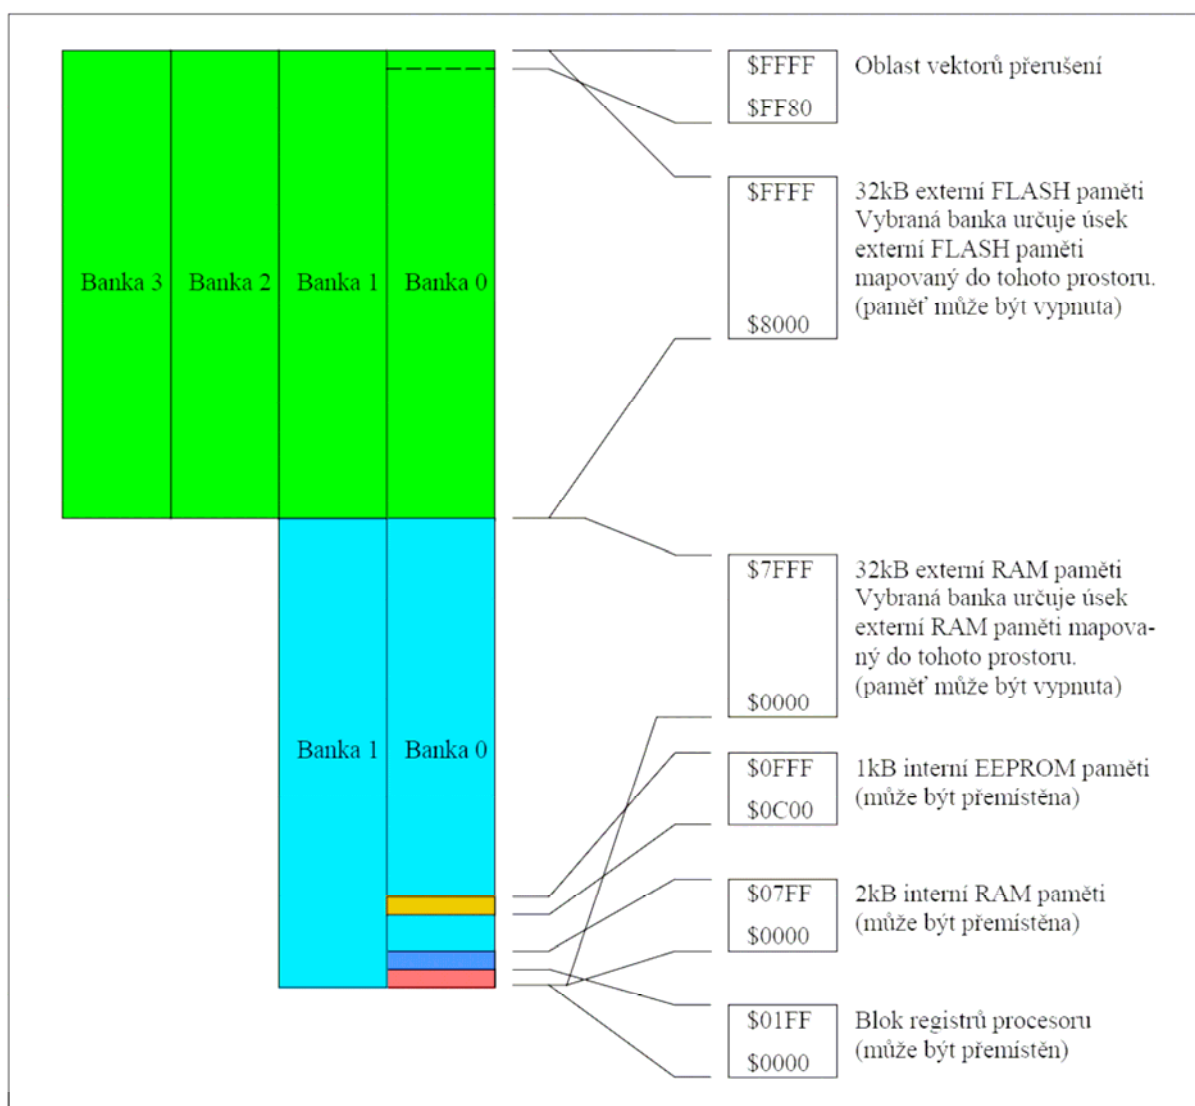 $FFFF
$FF80
Oblast vektorů přerušení
$FFFF
$8000
32kB externí FLASH paměti
Vybraná banka určuje úsek
externí FLASH paměti
mapovaný do tohoto prostoru.
(paměť může být vypnuta)
Banka 3
Banka 2
Banka 1
Banka 0
$7FFF
$0000
32kB externí RAM paměti
Vybraná banka určuje úsek
externí RAM paměti mapova-
ný do tohoto prostoru.
(paměť může být vypnuta)
Banka 1
Banka 0
$0FFF
$0C00
1kB interní EEPROM paměti
(může být přemístěna)
$07FF
$0000
2kB interní RAM paměti
(může být přemístěna)
$01FF
$0000
Blok registrů procesoru
(může být přemístěn)